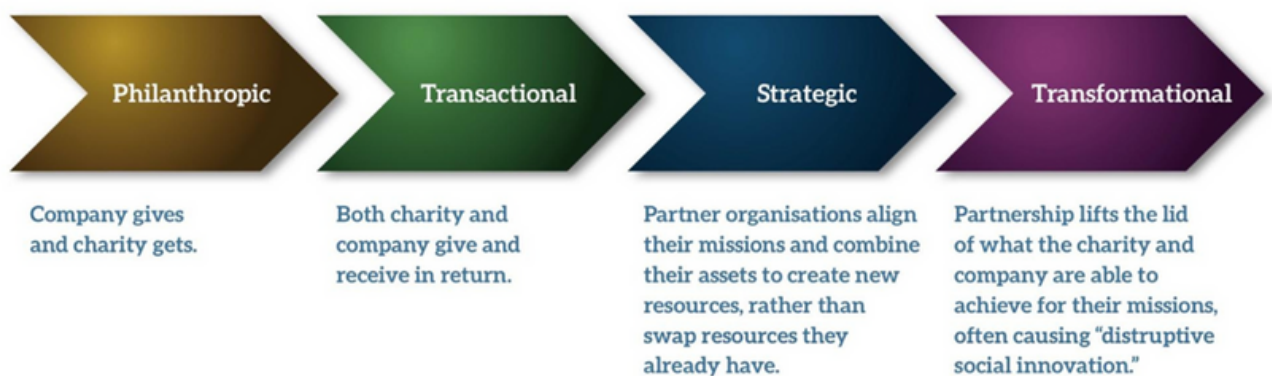 Philanthropic
Transactional
Strategic
Transformational
Company gives
and charity gets.
Both charity and
company give and
receive in return.
Partner organisations align
their missions and combine
their assets to create new
resources, rather than
swap resources they
already have.
Partnership lifts the lid
of what the charity and
company are able to
achieve for their missions,
often causing “distruptive
social innovation.”